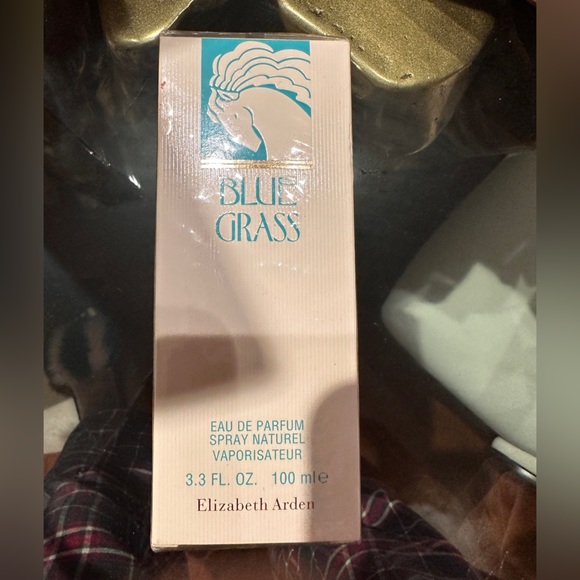 BLUE
GRASS
EAU DE PARFUM
SPRAY NATUREL
VAPORISATEUR
3.3 FL. OZ. 100 ml e
Elizabeth Arden